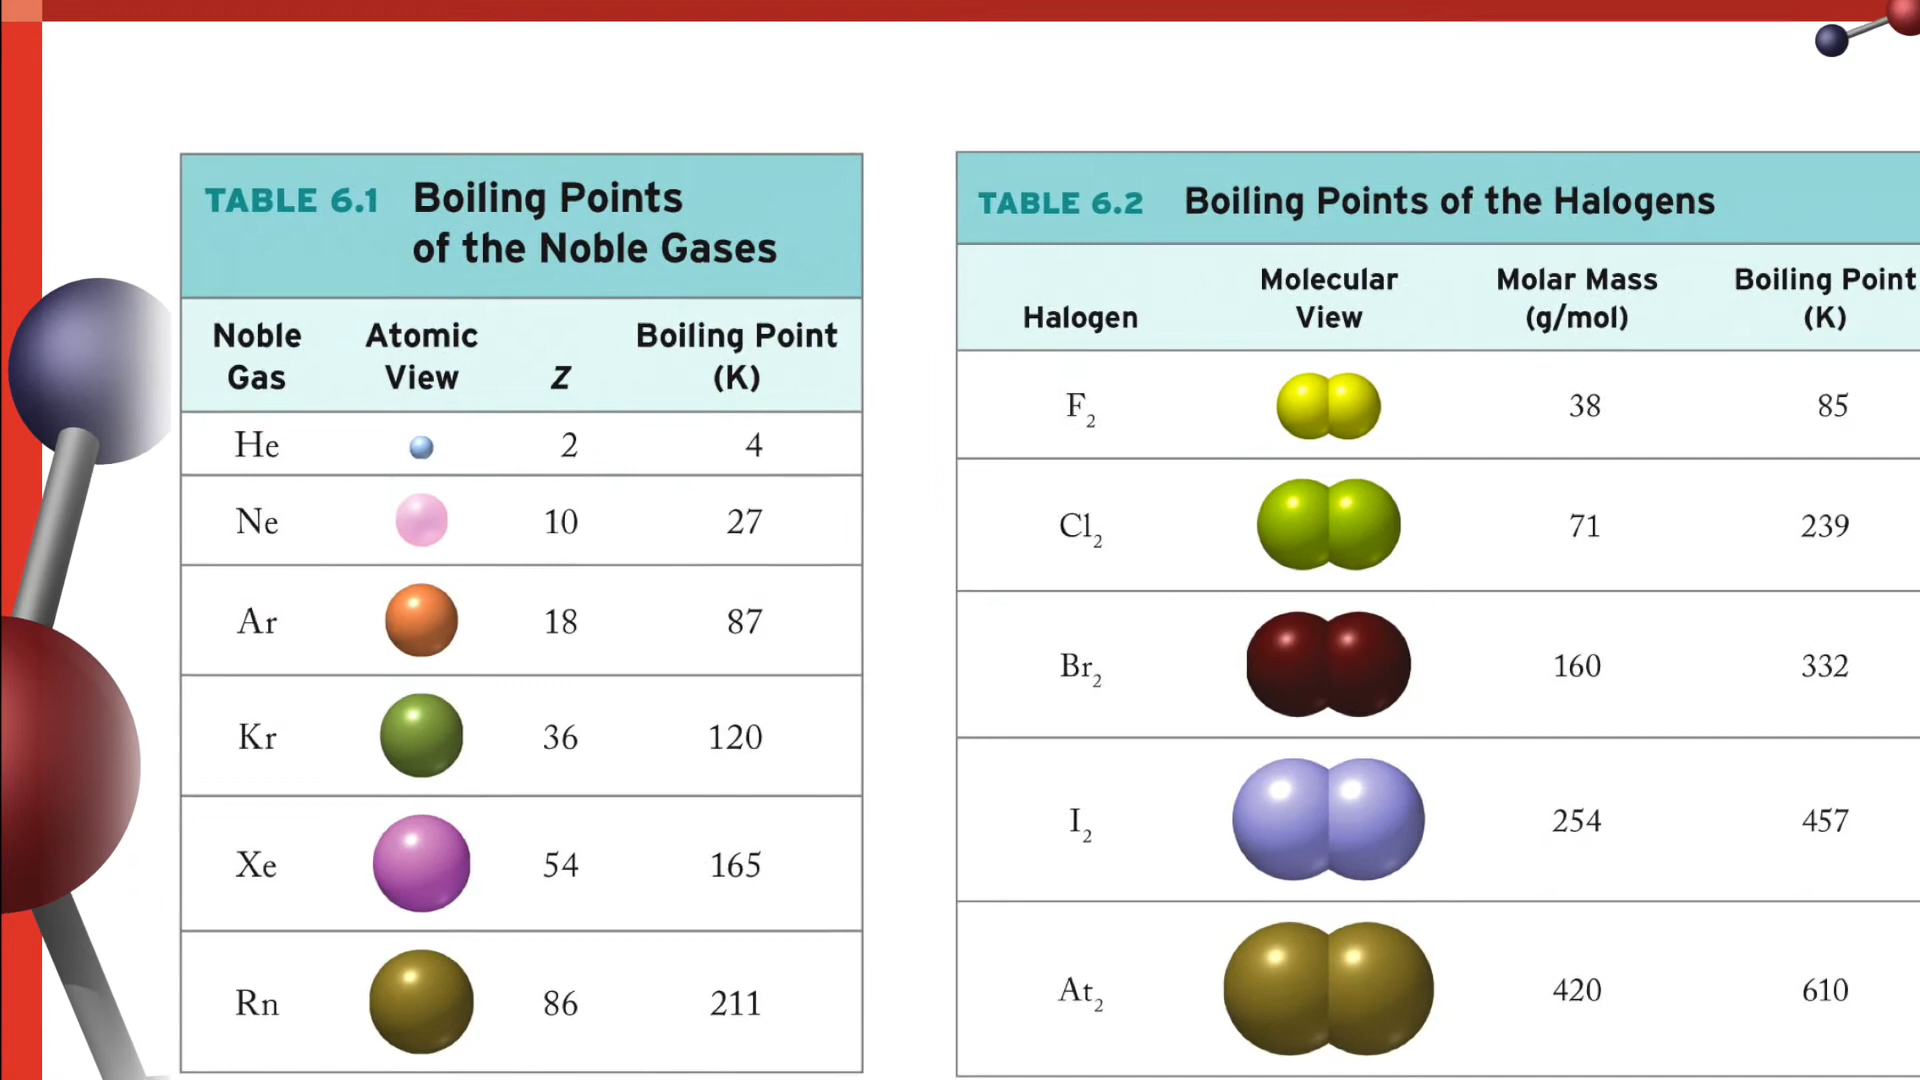 TABLE 6.1 Boiling Points
of the Noble Gases
Noble Gas Atomic View Z Boiling Point (K)
He 2 4
Ne 10 27
Ar 18 87
Kr 36 120
Xe 54 165
Rn 86 211
TABLE 6.2 Boiling Points of the Halogens
Halogen Molecular View Molar Mass (g/mol) Boiling Point (K)
F₂ 38 85
Cl₂ 71 239
Br₂ 160 332
I₂ 254 457
At₂ 420 610